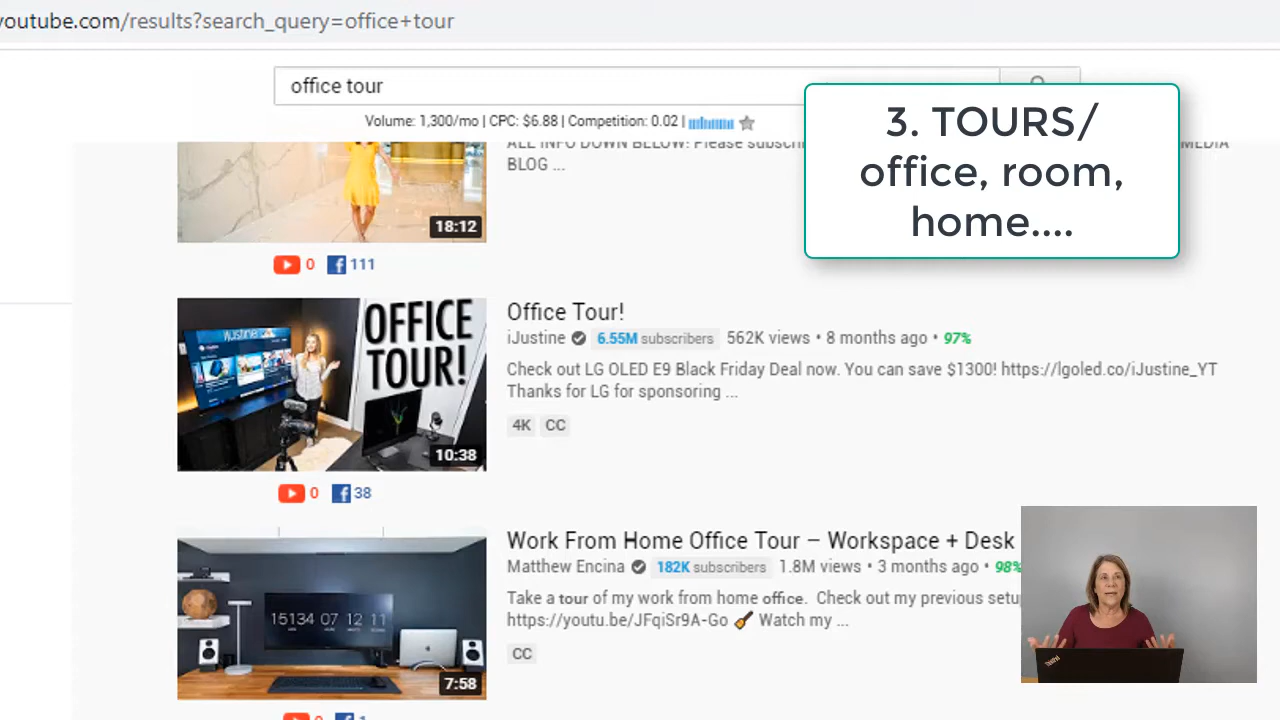 youtube.com/results?search_query=office+tour
office tour
Volume: 1,300/mo | CPC: $6.88 | Competition: 0.02 |
3. TOURS/
office, room,
home....
ALL INFO DOWN BELOW! Please subscri
MEDIA
BLOG ...
18:12
0 111
OFFICE
TOUR!
iJustine
10:38
Office Tour!
iJustine 6.55M subscribers 562K views • 8 months ago • 97%
Check out LG OLED E9 Black Friday Deal now. You can save $1300! https://lgoled.co/iJustine_YT
Thanks for LG for sponsoring ...
4K CC
0 38
15134 07 12 11
7:58
Work From Home Office Tour – Workspace + Desk
Matthew Encina 182K subscribers 1.8M views • 3 months ago • 98%
Take a tour of my work from home office. Check out my previous setu
https://youtu.be/JFqiSr9A-Go 🪕 Watch my ...
CC
ThinkPad